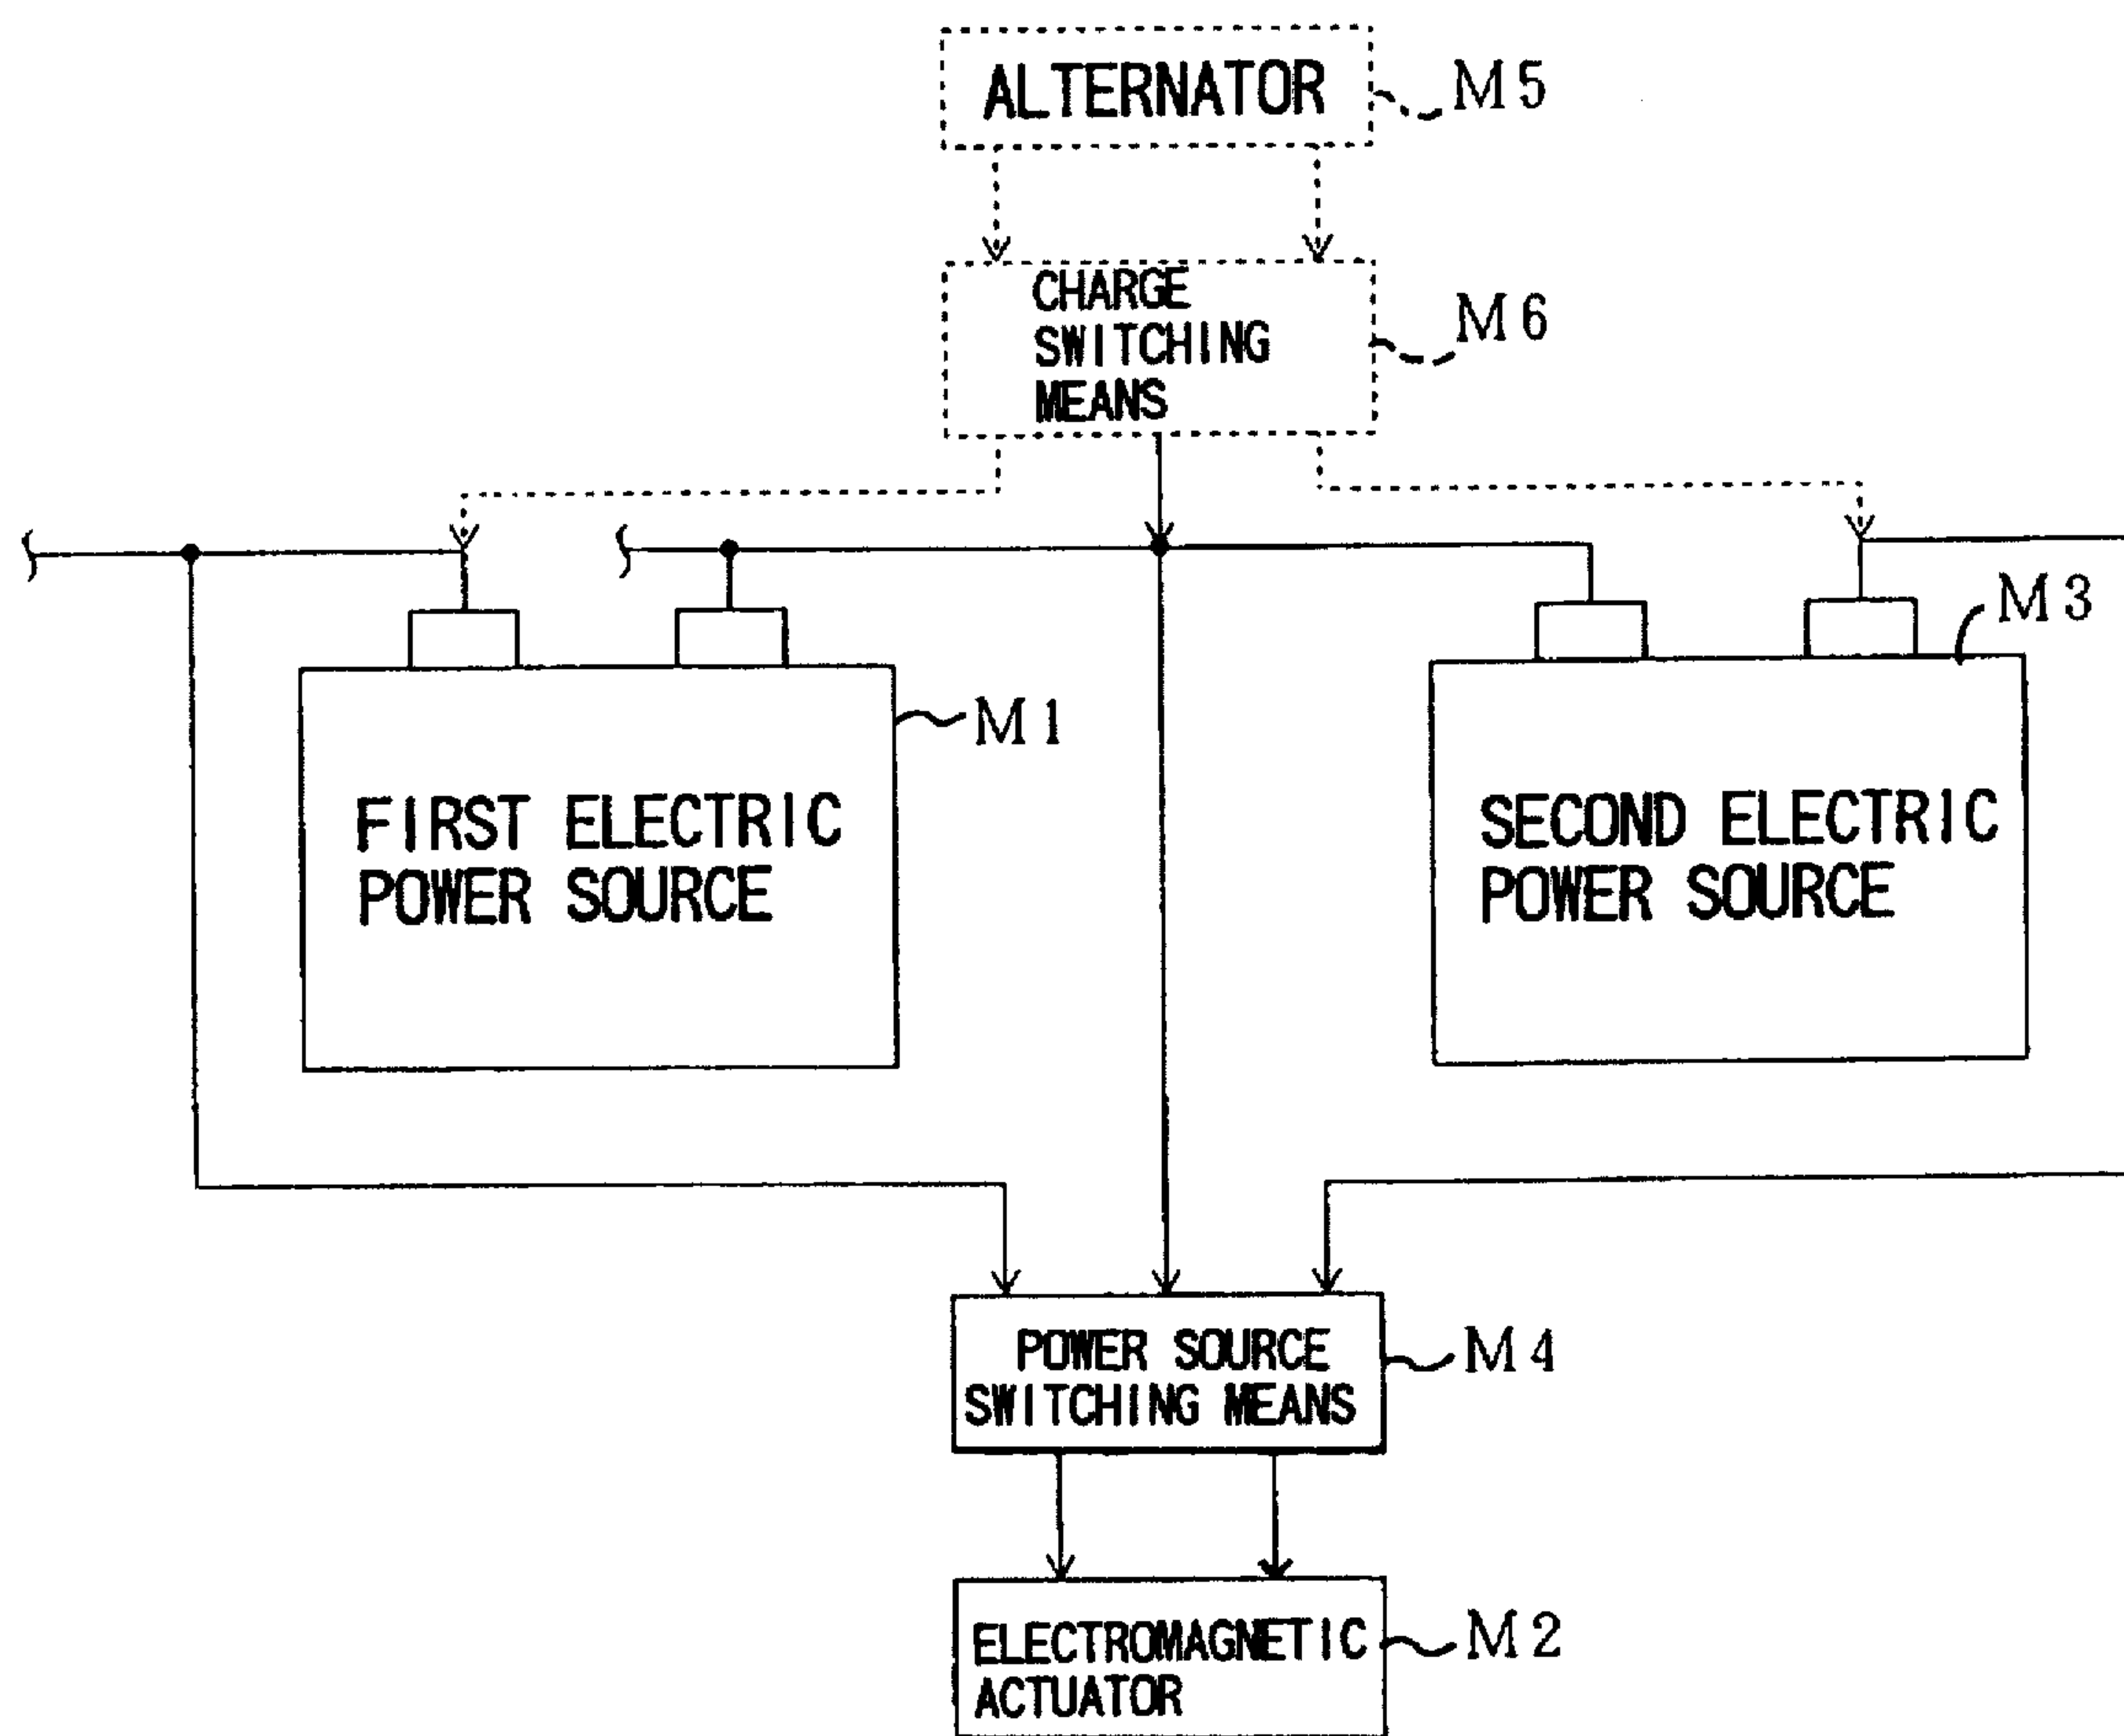 ALTERNATOR
M5
CHARGE
SWITCHING
MEANS
M6
M3
M1
FIRST ELECTRIC
POWER SOURCE
SECOND ELECTRIC
POWER SOURCE
POWER SOURCE
SWITCHING MEANS
M4
ELECTROMAGNETIC
ACTUATOR
M2